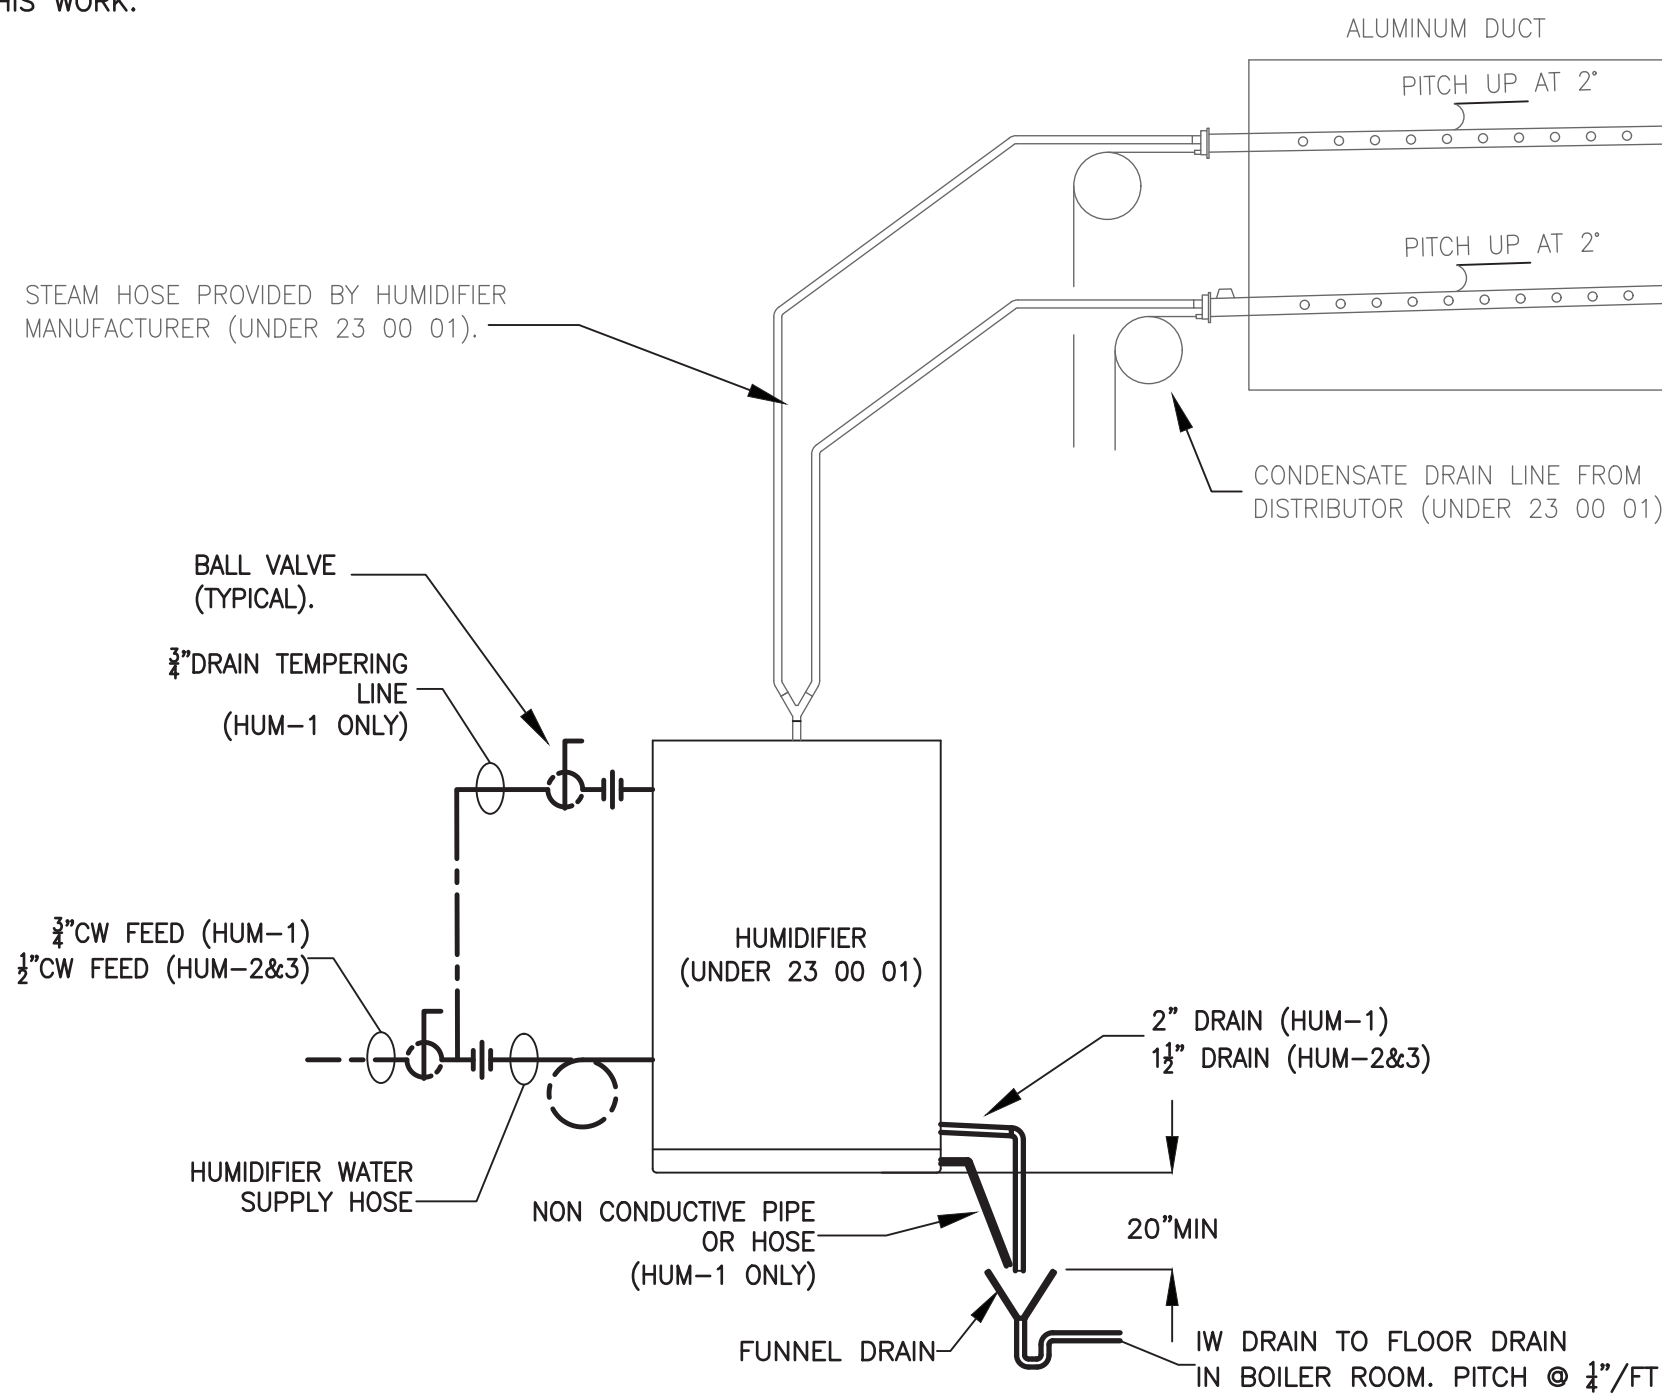 HIS WORK.
ALUMINUM DUCT
PITCH UP AT 2°
PITCH UP AT 2°
STEAM HOSE PROVIDED BY HUMIDIFIER
MANUFACTURER (UNDER 23 00 01).
CONDENSATE DRAIN LINE FROM
DISTRIBUTOR (UNDER 23 00 01)
BALL VALVE
(TYPICAL).
3/4"DRAIN TEMPERING
LINE
(HUM-1 ONLY)
3/4"CW FEED (HUM-1)
1/2"CW FEED (HUM-2&3)
HUMIDIFIER
(UNDER 23 00 01)
2" DRAIN (HUM-1)
1 1/2" DRAIN (HUM-2&3)
HUMIDIFIER WATER
SUPPLY HOSE
NON CONDUCTIVE PIPE
OR HOSE
(HUM-1 ONLY)
20"MIN
FUNNEL DRAIN
IW DRAIN TO FLOOR DRAIN
IN BOILER ROOM. PITCH @ 1/4"/FT